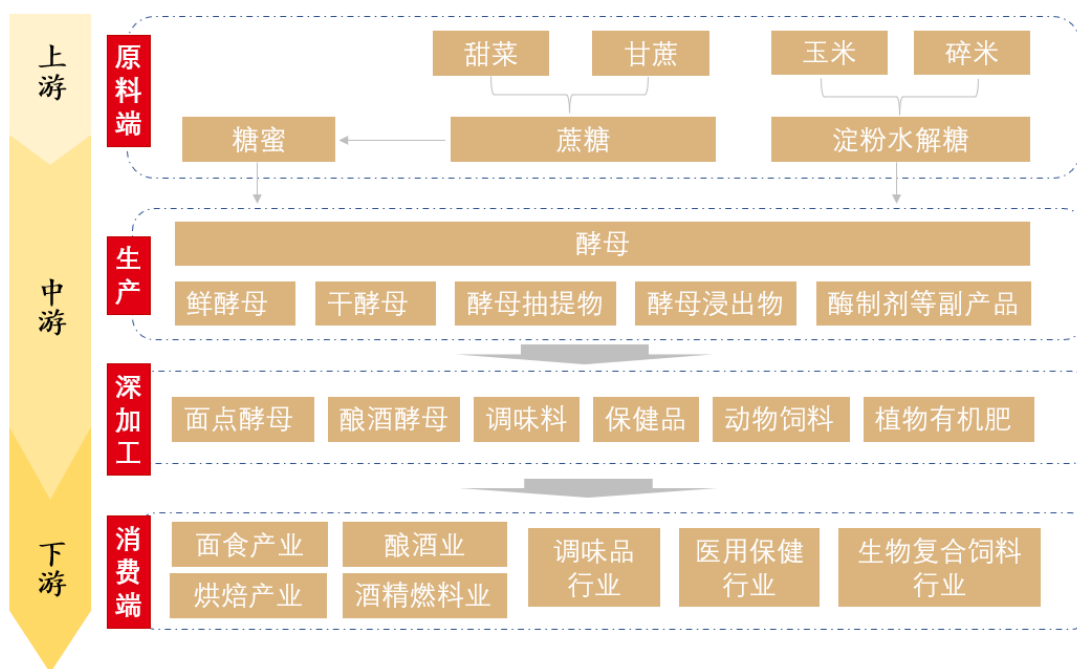 上游
原料端
甜菜
甘蔗
玉米
碎米
糖蜜
蔗糖
淀粉水解糖
中游
生产
酵母
鲜酵母
干酵母
酵母抽提物
酵母浸出物
酶制剂等副产品
深加工
面点酵母
酿酒酵母
调味料
保健品
动物饲料
植物有机肥
下游
消费端
面食产业
酿酒业
调味品
行业
医用保健
行业
生物复合饲料
行业
烘焙产业
酒精燃料业